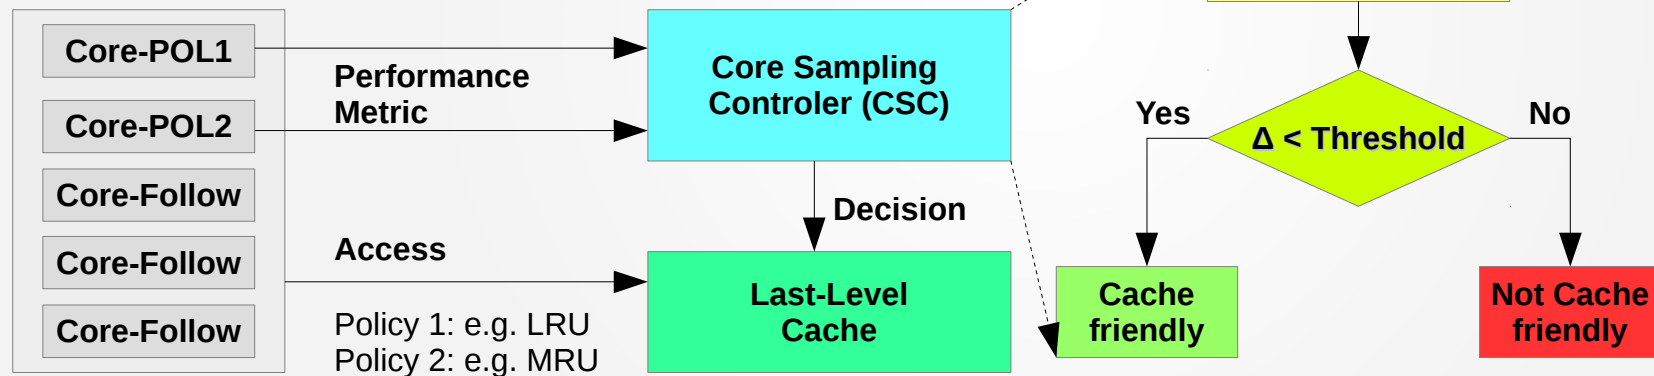 Core-POL1
Core-POL2
Core-Follow
Core-Follow
Core-Follow
Performance
Metric
Access
Policy 1: e.g. LRU
Policy 2: e.g. MRU
Core Sampling
Controler (CSC)
Decision
Last-Level
Cache
Yes
Δ < Threshold
No
Cache
friendly
Not Cache
friendly